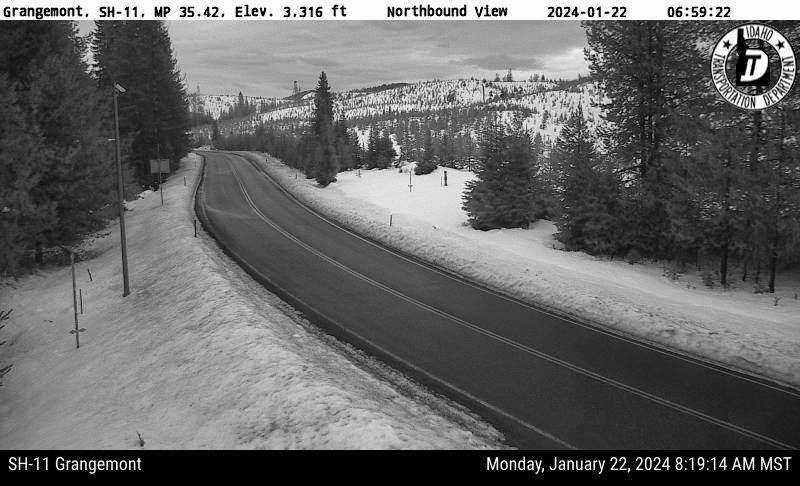 Grangemont, SH-11, MP 35.42, Elev. 3,316 ft Northbound View 2024-01-22 06:59:22
IDAHO
TRANSPORTATION DEPARTMENT
SH-11 Grangemont Monday, January 22, 2024 8:19:14 AM MST